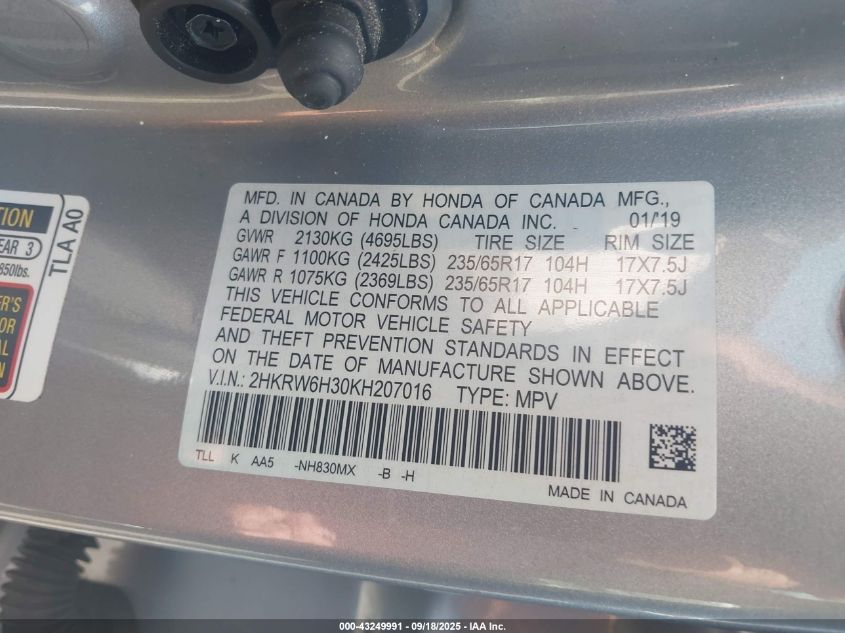 MFD. IN CANADA BY HONDA OF CANADA MFG.,
A DIVISION OF HONDA CANADA INC. 01/19
GVWR 2130KG (4695LBS) TIRE SIZE RIM SIZE
GAWR F 1100KG (2425LBS) 235/65R17 104H 17X7.5J
GAWR R 1075KG (2369LBS) 235/65R17 104H 17X7.5J
THIS VEHICLE CONFORMS TO ALL APPLICABLE
FEDERAL MOTOR VEHICLE SAFETY
AND THEFT PREVENTION STANDARDS IN EFFECT
ON THE DATE OF MANUFACTURE SHOWN ABOVE.
V.I.N.: 2HKRW6H30KH207016 TYPE: MPV
TLL K AA5 -NH830MX -B -H
MADE IN CANADA
TLA A0
EAR 3
850lbs.
000-43249991 - 09/18/2025 - IAA Inc.